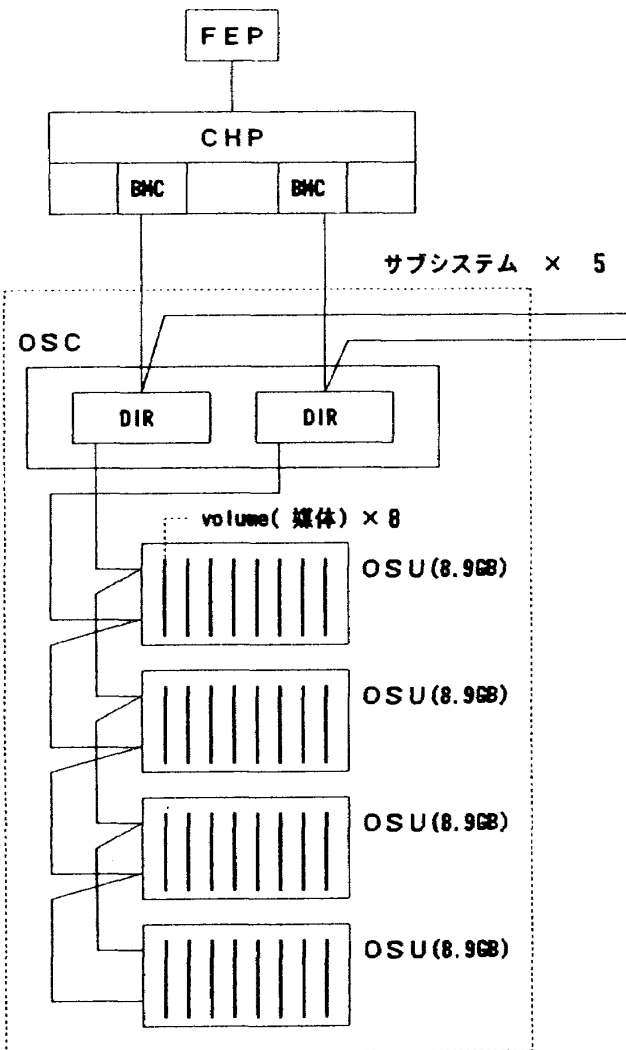 FEP
CHP
BMC
BMC
サブシステム × 5
OSC
DIR
DIR
volume(媒体)×8
OSU(8.9GB)
OSU(8.9GB)
OSU(8.9GB)
OSU(8.9GB)